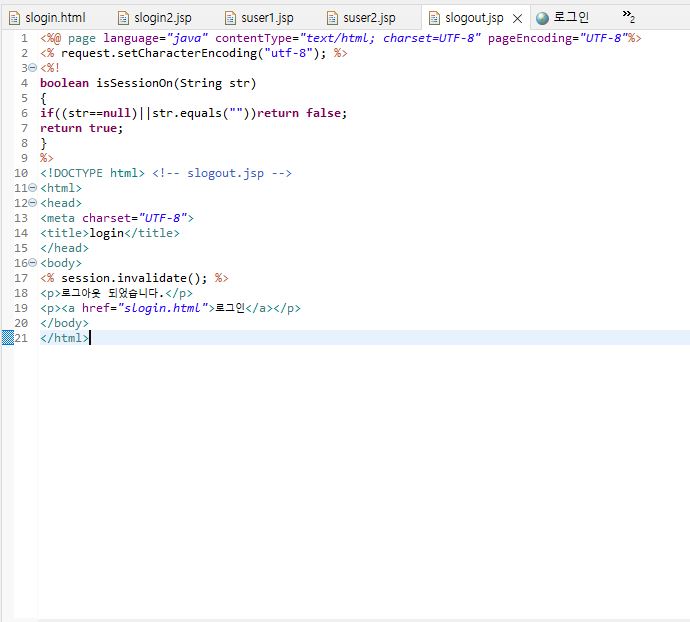 slogin.html slogin2.jsp suser1.jsp suser2.jsp slogout.jsp 로그인 »2
1 <%@ page language="java" contentType="text/html; charset=UTF-8" pageEncoding="UTF-8"%>
2 <% request.setCharacterEncoding("utf-8"); %>
3 <%!
4 boolean isSessionOn(String str)
5 {
6 if((str==null)||str.equals(""))return false;
7 return true;
8 }
9 %>
10 <!DOCTYPE html> <!-- slogout.jsp -->
11 <html>
12 <head>
13 <meta charset="UTF-8">
14 <title>login</title>
15 </head>
16 <body>
17 <% session.invalidate(); %>
18 <p>로그아웃 되었습니다.</p>
19 <p><a href="slogin.html">로그인</a></p>
20 </body>
21 </html>